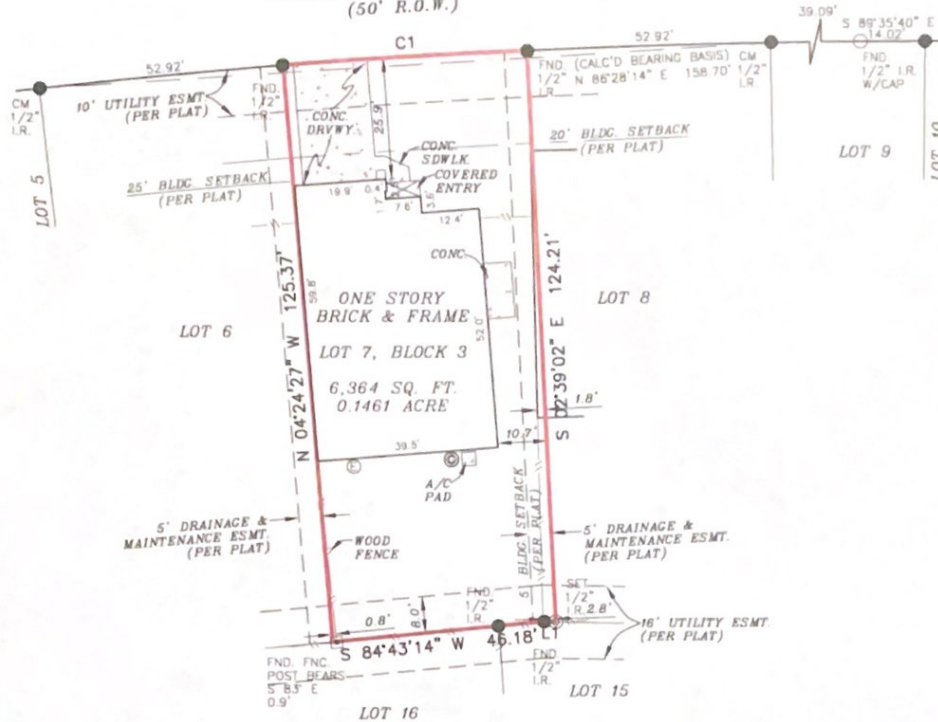 (50' R.O.W.)
39.09'
S 89°35'40" E
14.02'
52.92'
C1
52.92'
CM
1/2"
I.R.
10' UTILITY ESMT.
(PER PLAT)
FND.
1/2"
I.R.
FND.
1/2"
I.R.
(CALC'D BEARING BASIS)
N 86°28'14" E 158.70'
CM
1/2"
I.R.
FND.
1/2" I.R.
W/CAP
CONC.
DRVWY.
25.9'
CONC.
SDWLK.
COVERED
ENTRY
20' BLDG. SETBACK
(PER PLAT)
LOT 9
LOT 10
LOT 5
25' BLDG. SETBACK
(PER PLAT)
19.9'
0.4'
7.6'
12.4'
CONC.
N 04°24'27" W 125.37'
59.8'
52.0'
S 02°39'02" E 124.21'
LOT 6
LOT 8
ONE STORY
BRICK & FRAME
LOT 7, BLOCK 3
6,364 SQ. FT.
0.1461 ACRE
1.8'
39.5'
10.7'
A/C
PAD
5' DRAINAGE &
MAINTENANCE ESMT.
(PER PLAT)
WOOD
FENCE
5' BLDG. SETBACK
(PER PLAT)
5' DRAINAGE &
MAINTENANCE ESMT.
(PER PLAT)
0.8'
8.0'
FND.
1/2"
I.R.
SET
1/2"
I.R.
2.8'
16' UTILITY ESMT.
(PER PLAT)
S 84°43'14" W 46.18'
L1
FND. FNC.
POST BEARS
S 83° E
0.9'
FND
1/2"
I.R.
LOT 15
LOT 16